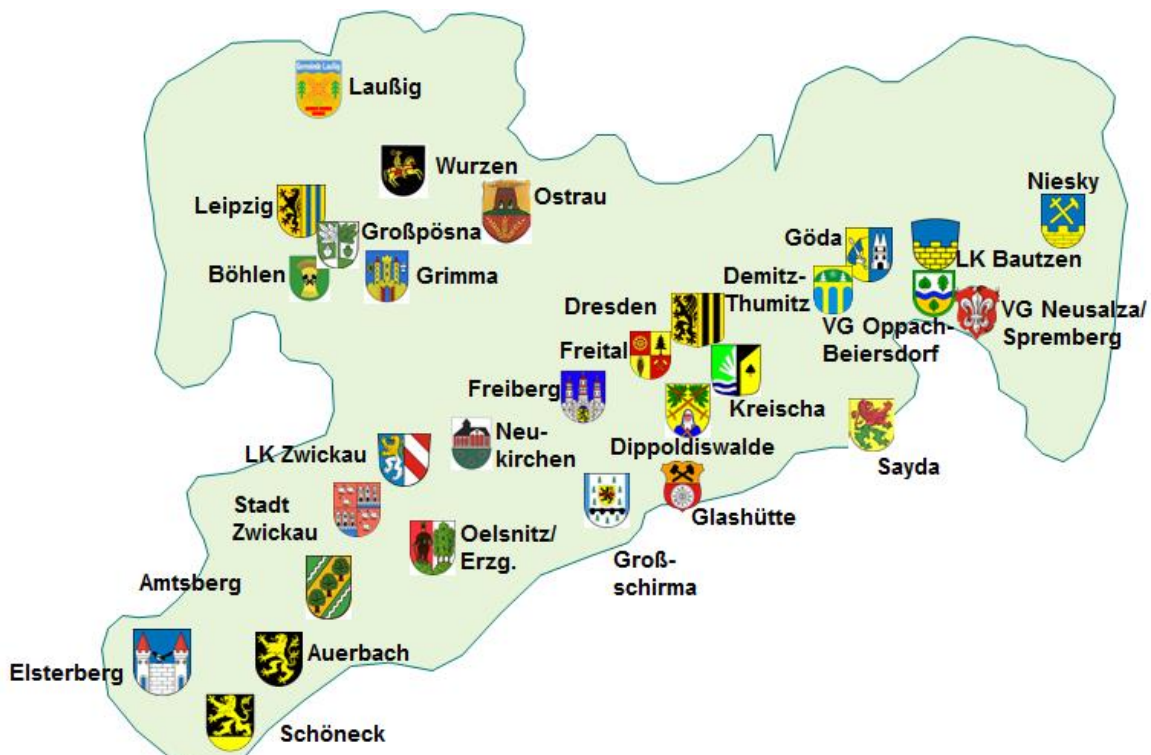 Gemeinde Laußig
Laußig
Wurzen
Ostrau
Leipzig
Großpösna
Böhlen
Grimma
Niesky
Göda
LK Bautzen
Demitz-
Thumitz
VG Oppach-
Beiersdorf
VG Neusalza/
Spremberg
Dresden
Freital
Freiberg
Kreischa
Dippoldiswalde
Sayda
Glashütte
Neu-
kirchen
LK Zwickau
Stadt
Zwickau
Oelsnitz/
Erzg.
Groß-
schirma
Amtsberg
Elsterberg
Auerbach
Schöneck